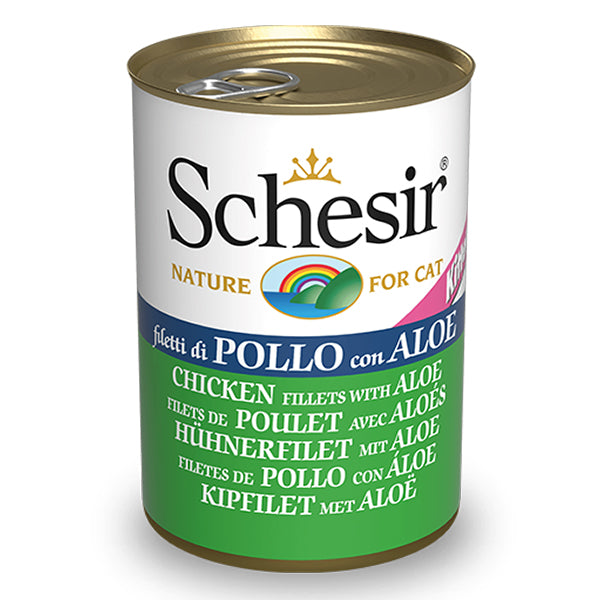 Schesir®
NATURE FOR CAT
filetti di POLLO con ALOE
CHICKEN FILLETS WITH ALOE
FILETS DE POULET AVEC ALOÉS
HÜHNERFILET MIT ALOE
FILETES DE POLLO CON ÁLOE
KIPFILET MET ALOË